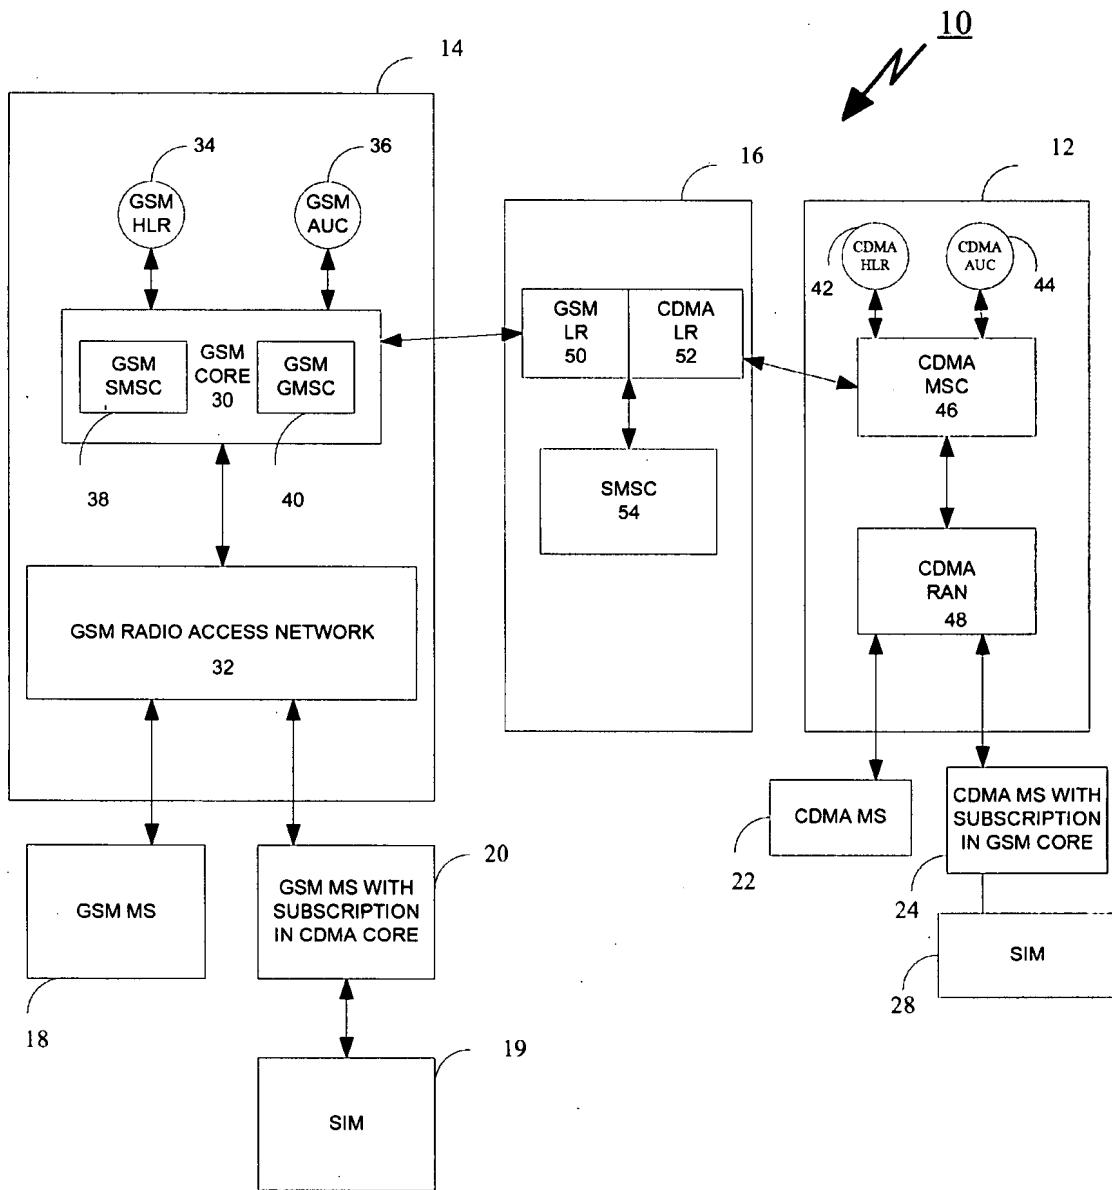 10
14
34
36
GSM
HLR
GSM
AUC
GSM
SMSC
GSM
CORE
30
GSM
GMSC
38
40
GSM RADIO ACCESS NETWORK
32
GSM MS
18
20
GSM MS WITH
SUBSCRIPTION
IN CDMA CORE
19
SIM
16
GSM
LR
50
CDMA
LR
52
SMSC
54
12
CDMA
HLR
42
CDMA
AUC
44
CDMA
MSC
46
CDMA
RAN
48
CDMA MS
22
CDMA MS WITH
SUBSCRIPTION
IN GSM CORE
24
SIM
28